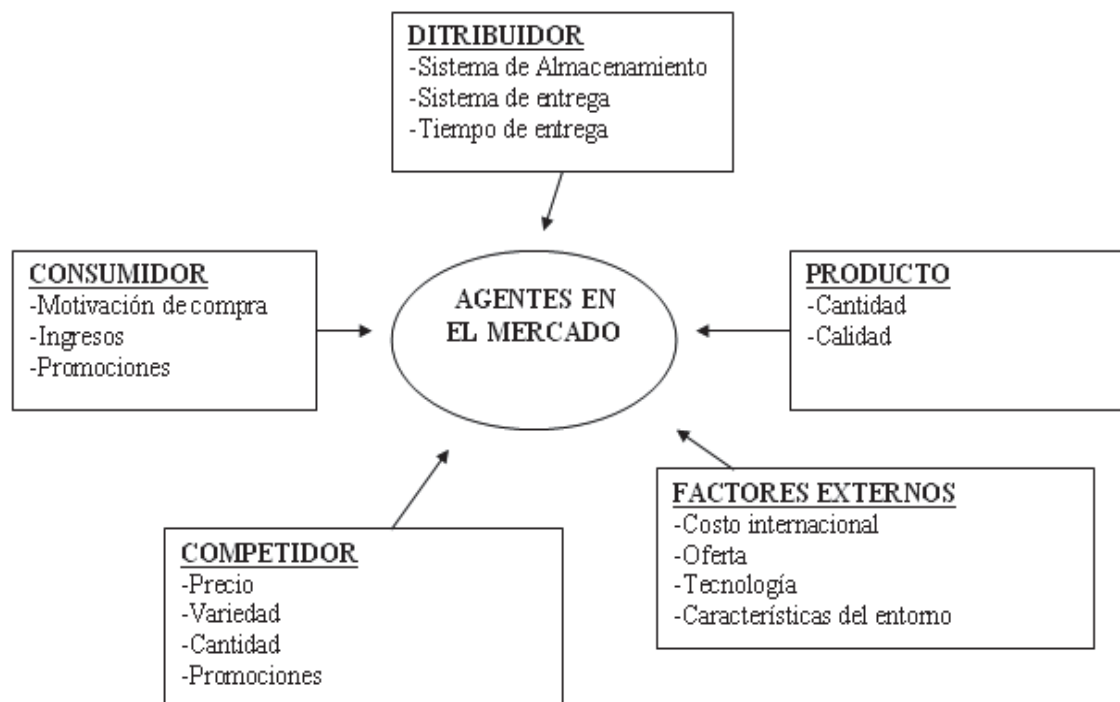 DITRIBUIDOR
-Sistema de Almacenamiento
-Sistema de entrega
-Tiempo de entrega
CONSUMIDOR
-Motivación de compra
-Ingresos
-Promociones
AGENTES EN
EL MERCADO
PRODUCTO
-Cantidad
-Calidad
COMPETIDOR
-Precio
-Variedad
-Cantidad
-Promociones
FACTORES EXTERNOS
-Costo internacional
-Oferta
-Tecnología
-Características del entorno